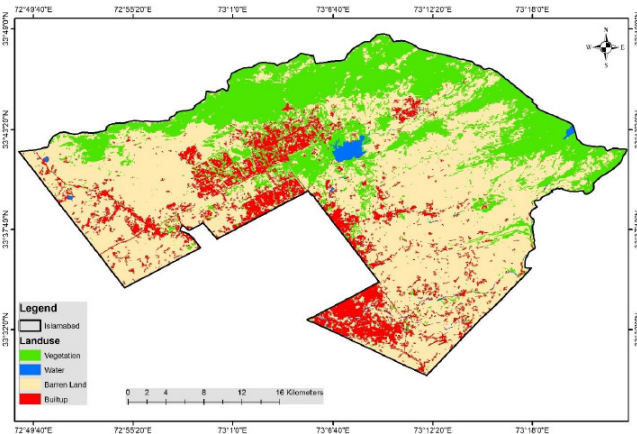 72°49'40"E 72°55'20"E 73°1'0"E 73°6'40"E 73°12'20"E 73°18'0"E
33°49'0"N
N
W E
S
33°43'20"N
33°37'40"N
33°32'0"N
Legend
Islamabad
Landuse
Vegetation
Water
Barren Land
Builtup
0 2 4 8 12 16 Kilometers
72°49'40"E 72°55'20"E 73°1'0"E 73°6'40"E 73°12'20"E 73°18'0"E